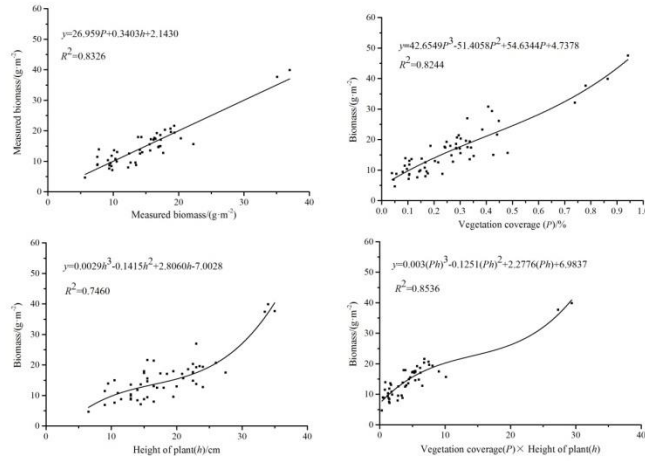 y=26.959P+0.3403h+2.1430
R²=0.8326
Measured biomass/(g·m⁻²)
50
40
30
20
10
0
0 10 20 30 40
Measured biomass/(g·m⁻²)
y=42.6549P³-51.4058P²+54.6344P+4.7378
R²=0.8244
Biomass/(g·m⁻²)
60
50
40
30
20
10
0
0.0 0.1 0.2 0.3 0.4 0.5 0.6 0.7 0.8 0.9 1.0
Vegetation coverage (P)/%
y=0.0029h³-0.1415h²+2.8060h-7.0028
R²=0.7460
Biomass/(g·m⁻²)
60
50
40
30
20
10
0
0 10 20 30 40
Height of plant(h)/cm
y=0.003(Ph)³-0.1251(Ph)²+2.2776(Ph)+6.9837
R²=0.8536
Biomass/(g·m⁻²)
60
50
40
30
20
10
0
0 10 20 30 40
Vegetation coverage(P)× Height of plant(h)